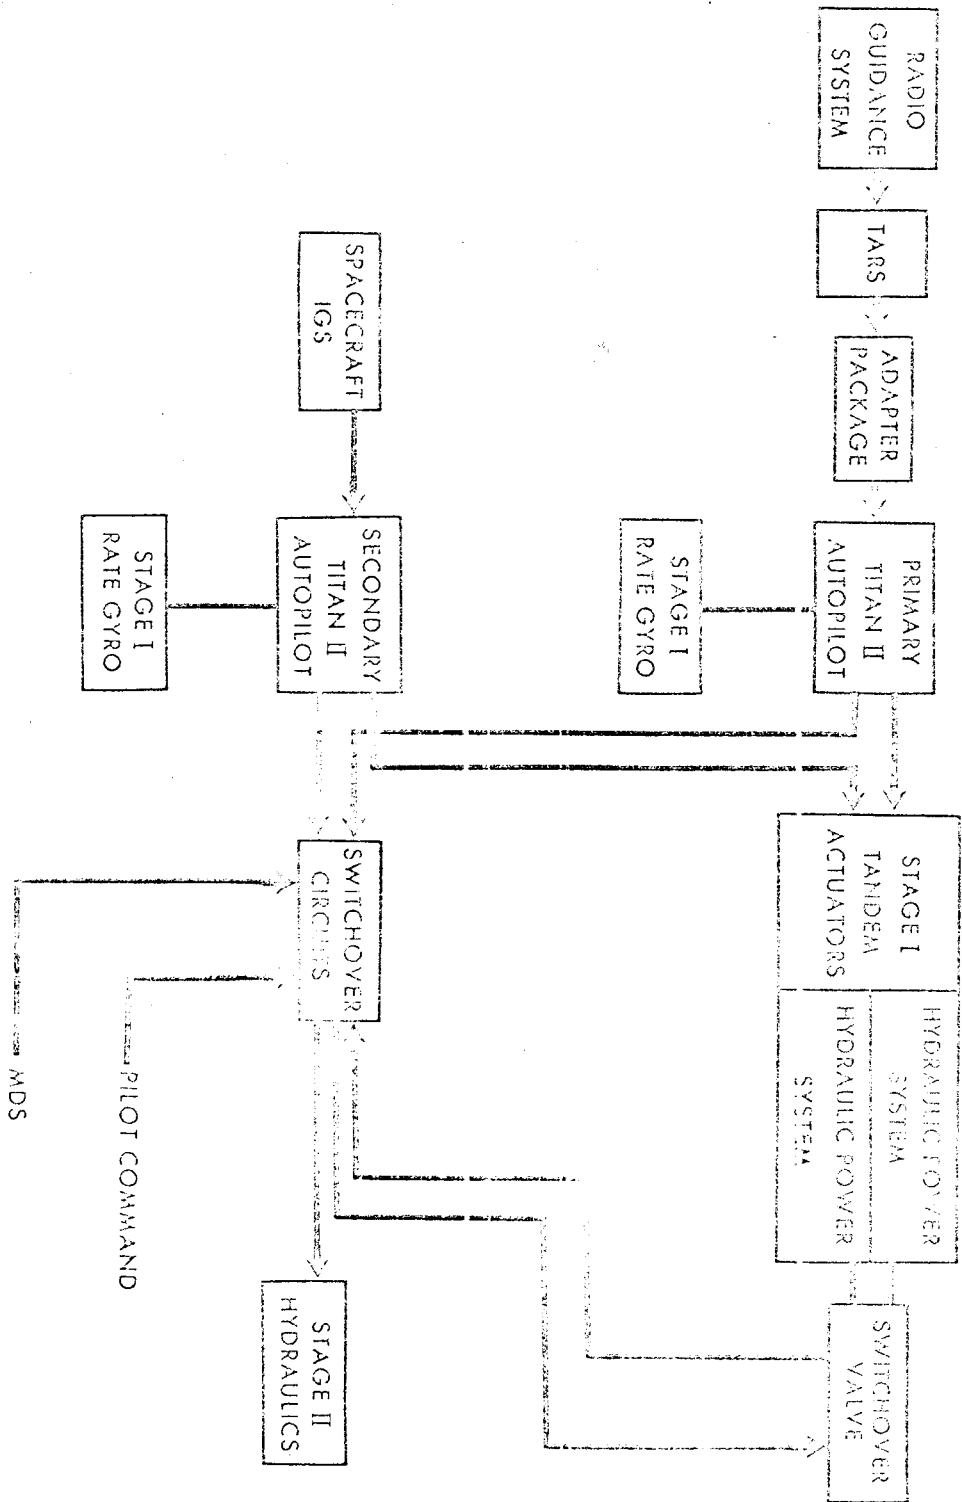 RADIO
GUIDANCE
SYSTEM
TARS
ADAPTER
PACKAGE
PRIMARY
TITAN II
AUTOPILOT
STAGE I
RATE GYRO
STAGE I
TANDEM
ACTUATORS
HYDRAULIC POWER
SYSTEM
HYDRAULIC POWER
SYSTEM
SWITCHOVER
VALVE
SPACECRAFT
IGS
SECONDARY
TITAN II
AUTOPILOT
STAGE I
RATE GYRO
SWITCHOVER
CIRCUITS
STAGE II
HYDRAULICS
PILOT COMMAND
MDS